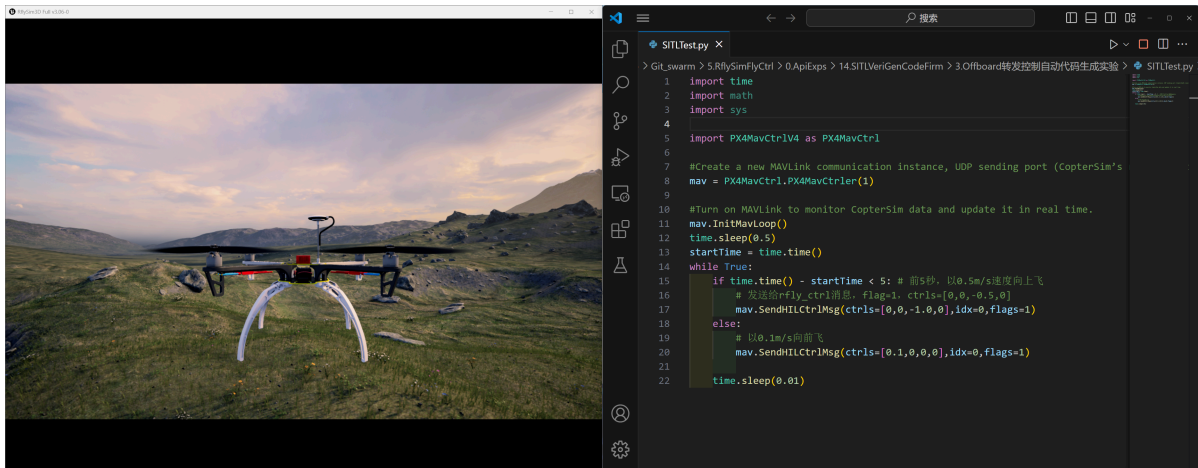 RflySim3D Full v3.06-0
搜索
SITLTest.py
Git_swarm > 5.RflySimFlyCtrl > 0.ApiExps > 14.SITLVeriGenCodeFirm > 3.Offboard转发控制自动代码生成实验 > SITLTest.py
1 import time
2 import math
3 import sys
4
5 import PX4MavCtrlV4 as PX4MavCtrl
6
7 #Create a new MAVLink communication instance, UDP sending port (CopterSim's
8 mav = PX4MavCtrl.PX4MavCtrler(1)
9
10 #Turn on MAVLink to monitor CopterSim data and update it in real time.
11 mav.InitMavLoop()
12 time.sleep(0.5)
13 startTime = time.time()
14 while True:
15 if time.time() - startTime < 5: # 前5秒，以0.5m/s速度向上飞
16 # 发送给rfly_ctrl消息，flag=1，ctrls=[0,0,-0.5,0]
17 mav.SendHILCtrlMsg(ctrls=[0,0,-1.0,0],idx=0,flags=1)
18 else:
19 # 以0.1m/s向前飞
20 mav.SendHILCtrlMsg(ctrls=[0.1,0,0,0],idx=0,flags=1)
21
22 time.sleep(0.01)